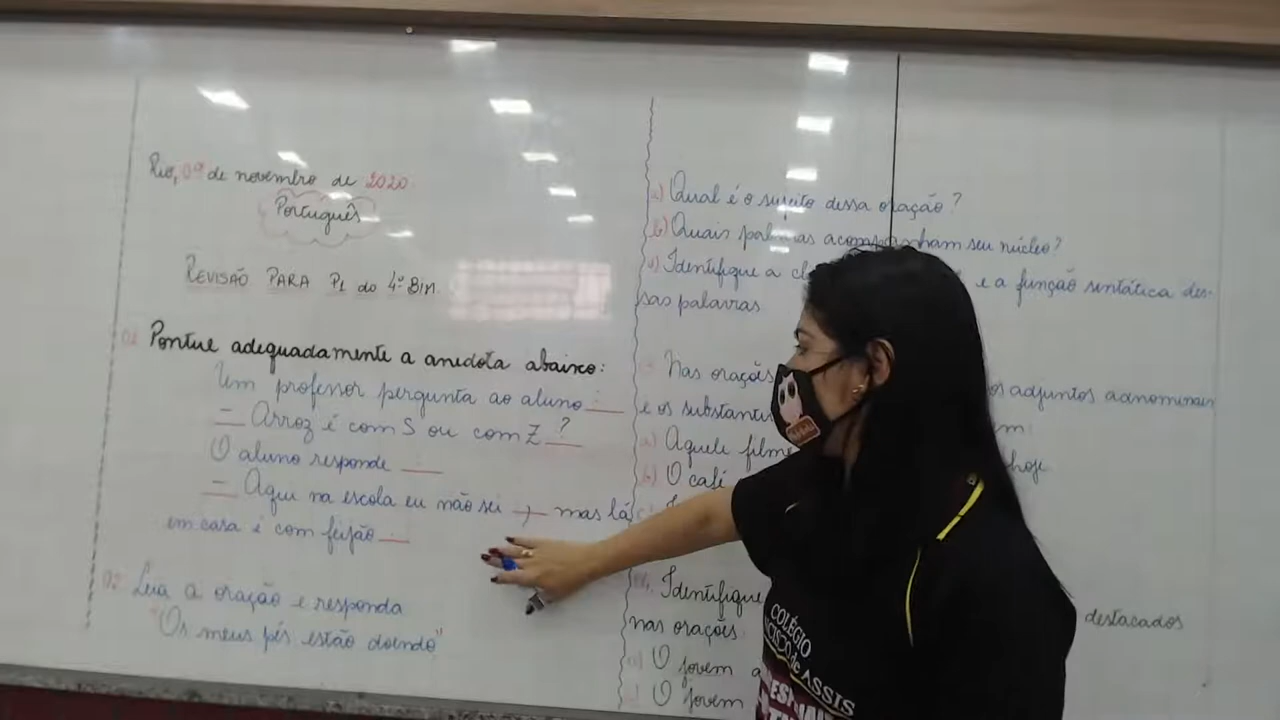 Rio, 09 de novembro de 2020
Português
REVISÃO PARA P1 do 4º BIM.
01. Pontue adequadamente a anedota abaixo:
Um professor pergunta ao aluno :
– Arroz é com S ou com Z ?
O aluno responde
– Aqui na escola eu não sei , mas lá
em casa é com feijão .
02. Leia a oração e responda
"Os meus pés estão doendo"
a) Qual é o sujeito dessa oração?
b) Quais palavras acompanham seu núcleo?
c) Identifique a e a função sintática des-
sas palavras.
Nas orações os adjuntos adnominais
e os
a) Aquele filme hoje
b) O café
Identifique destacados
nas orações
a) O jovem
O jovem
COLÉGIO
ASSIS